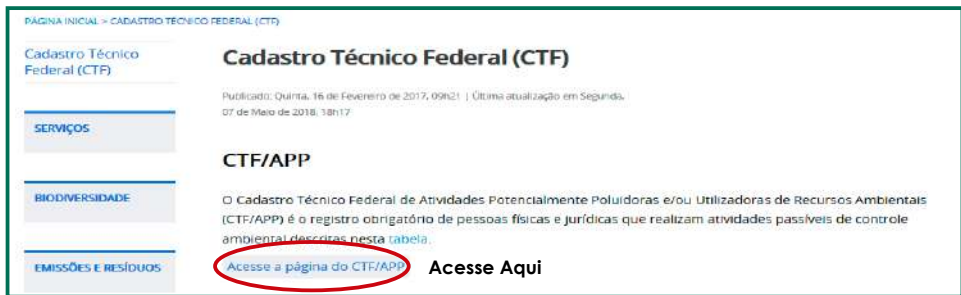 PÁGINA INICIAL > CADASTRO TÉCNICO FEDERAL (CTF)
Cadastro Técnico
Federal (CTF)
SERVIÇOS
BIODIVERSIDADE
EMISSÕES E RESÍDUOS
Cadastro Técnico Federal (CTF)
Publicado: Quinta, 16 de Fevereiro de 2017, 09h21 | Última atualização em Segunda,
07 de Maio de 2018, 18h17
CTF/APP
O Cadastro Técnico Federal de Atividades Potencialmente Poluidoras e/ou Utilizadoras de Recursos Ambientais
(CTF/APP) é o registro obrigatório de pessoas físicas e jurídicas que realizam atividades passíveis de controle
ambiental descritas nesta tabela.
Acesse a página do CTF/APP
Acesse Aqui